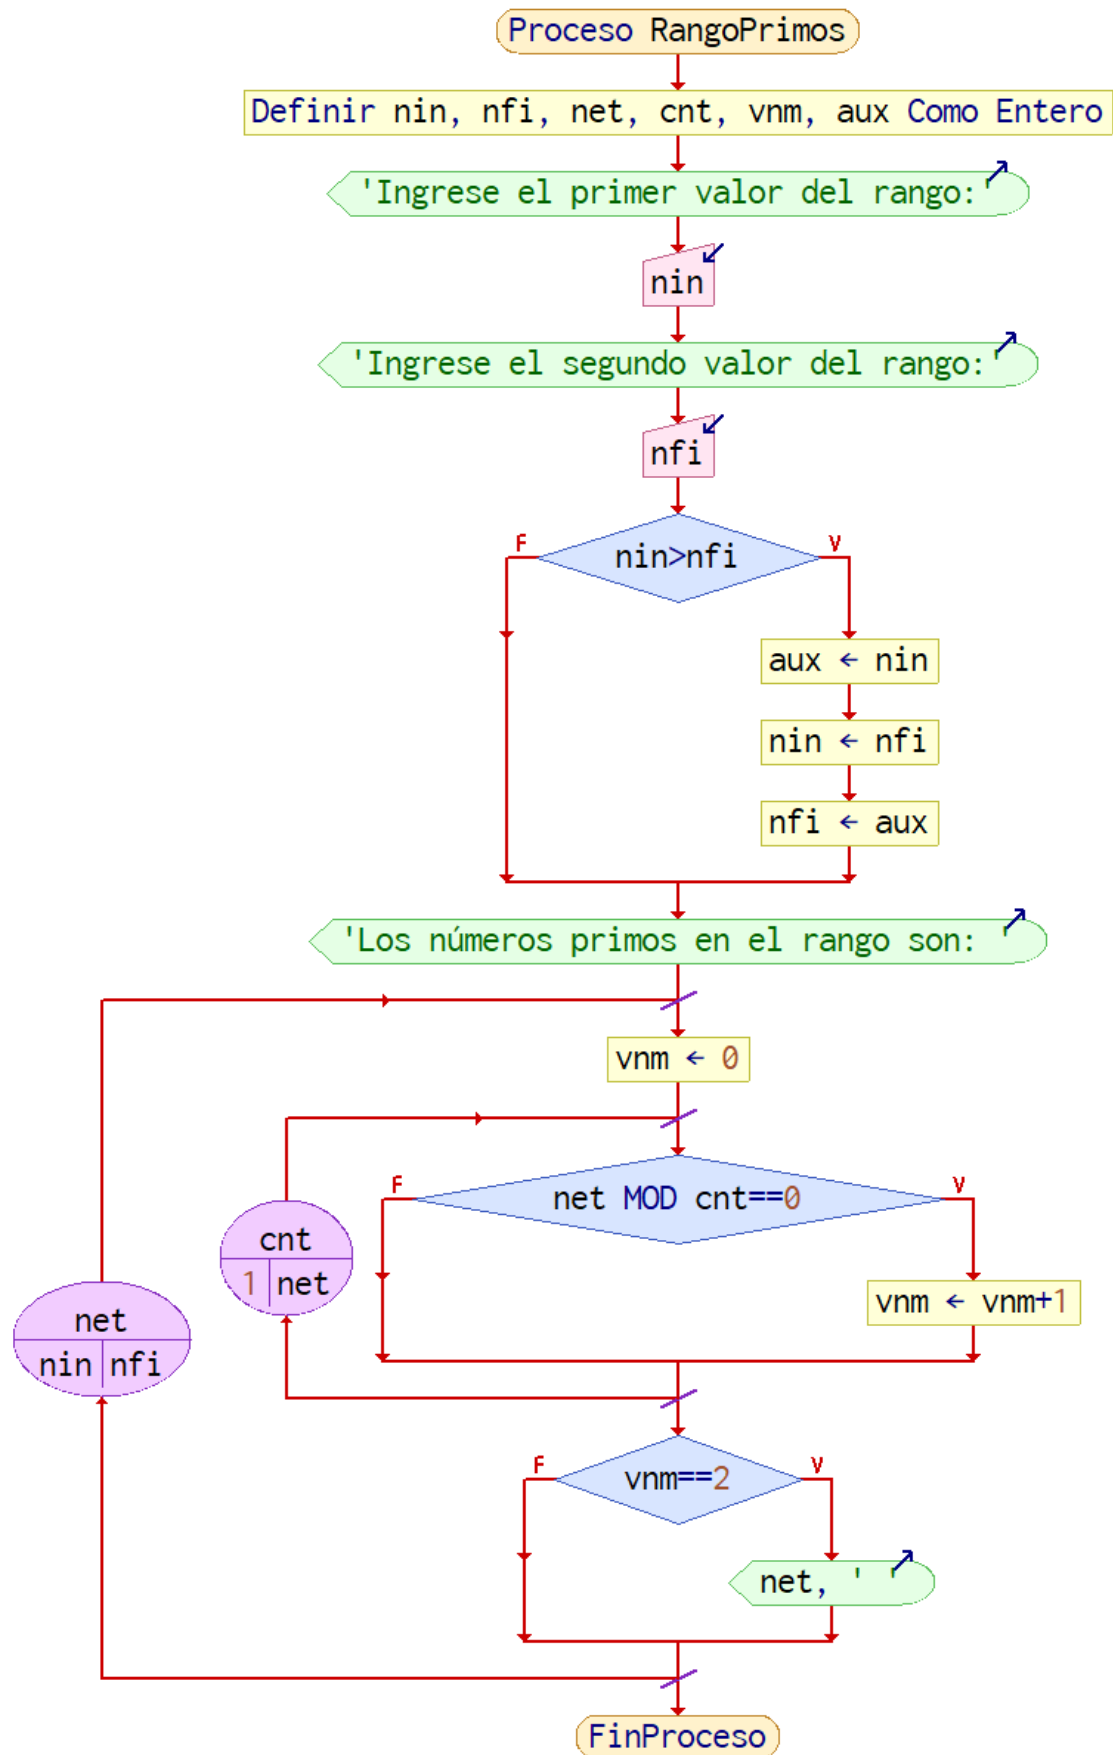 Proceso RangoPrimos
Definir nin, nfi, net, cnt, vnm, aux Como Entero
'Ingrese el primer valor del rango:'
nin
'Ingrese el segundo valor del rango:'
nfi
F
nin>nfi
V
aux ← nin
nin ← nfi
nfi ← aux
'Los números primos en el rango son: '
vnm ← 0
F
net MOD cnt==0
V
cnt
1 net
vnm ← vnm+1
net
nin nfi
F
vnm==2
V
net, ' '
FinProceso